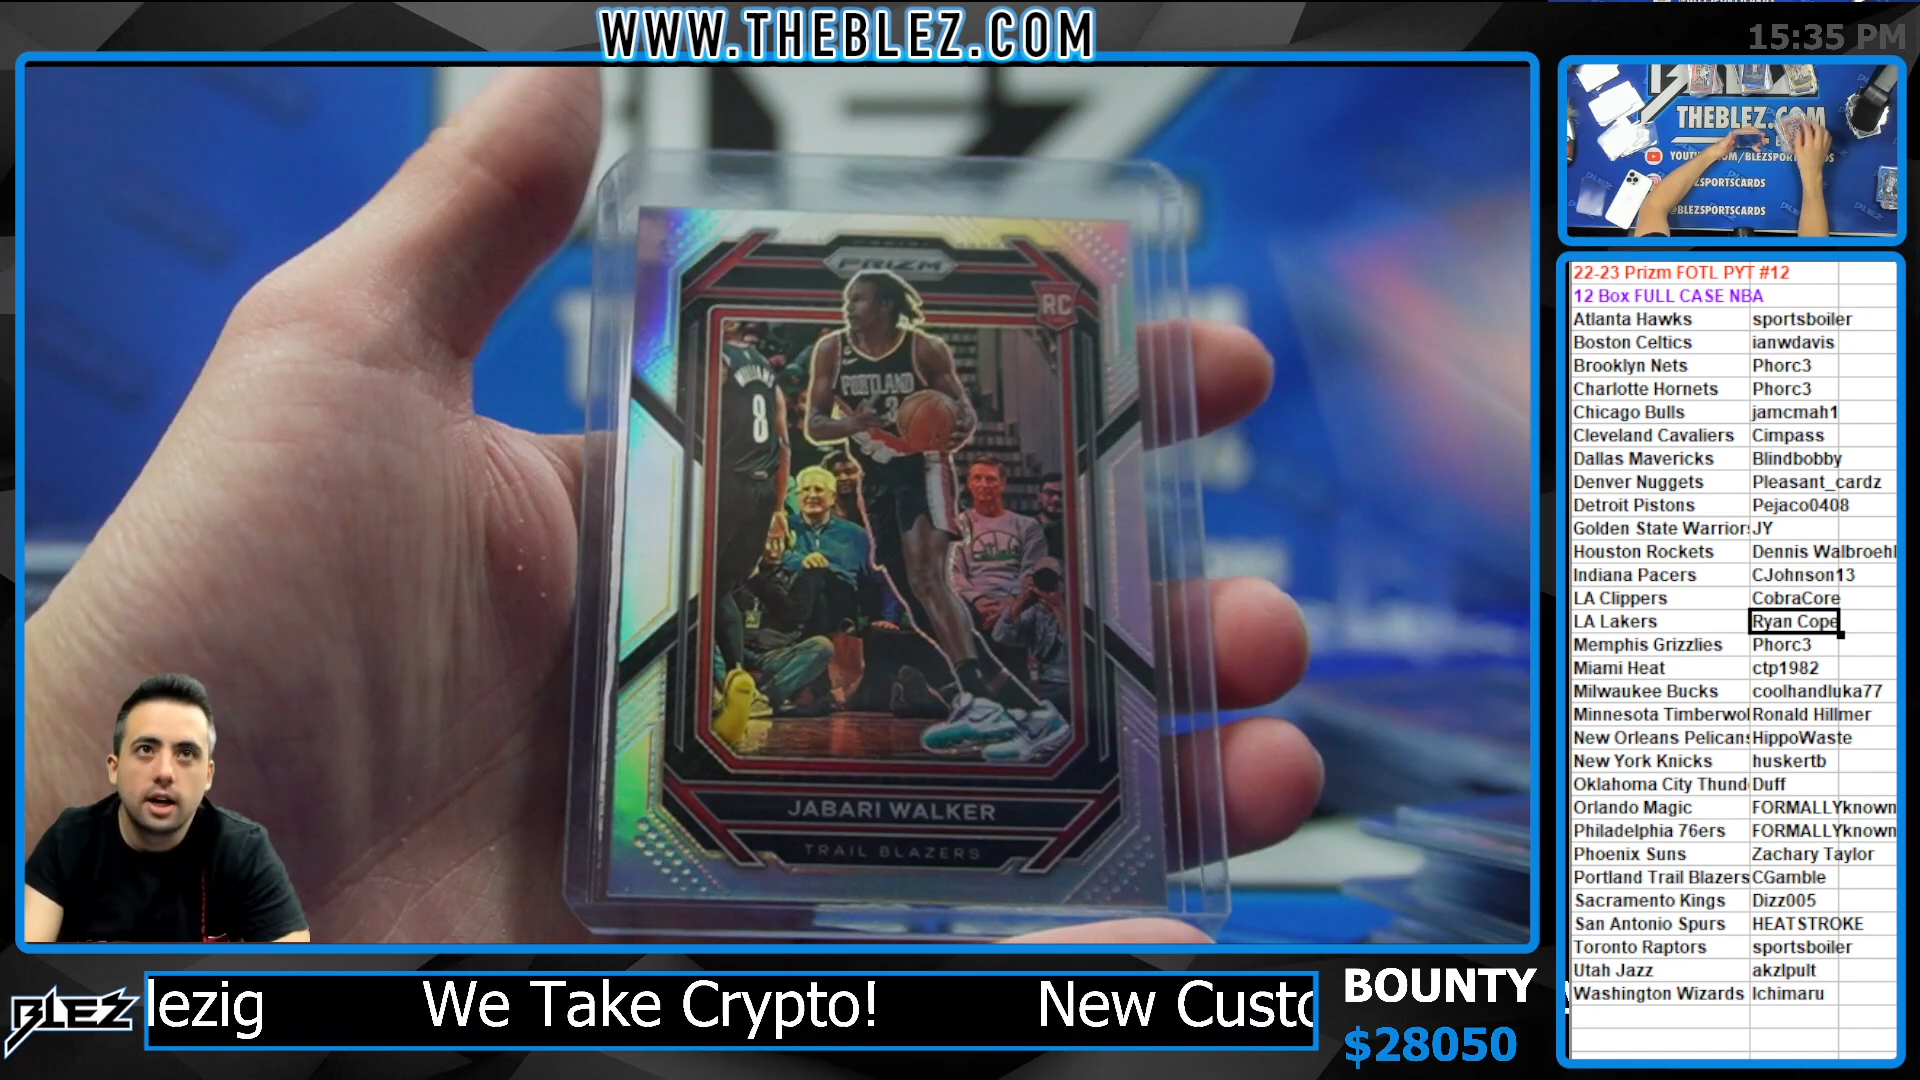 WWW.THEBLEZ.COM
15:35 PM
THEBLEZ.COM
@BLEZSPORTSCARDS
PRIZM
RC
WILLIAMS
8
PORTLAND
3
JABARI WALKER
TRAIL BLAZERS
22-23 Prizm FOTL PYT #12
12 Box FULL CASE NBA
Atlanta Hawks sportsboiler
Boston Celtics ianwdavis
Brooklyn Nets Phorc3
Charlotte Hornets Phorc3
Chicago Bulls jamcmah1
Cleveland Cavaliers Cimpass
Dallas Mavericks Blindbobby
Denver Nuggets Pleasant_cardz
Detroit Pistons Pejaco0408
Golden State Warrior JY
Houston Rockets Dennis Walbroehl
Indiana Pacers CJohnson13
LA Clippers CobraCore
LA Lakers Ryan Cope
Memphis Grizzlies Phorc3
Miami Heat ctp1982
Milwaukee Bucks coolhandluka77
Minnesota Timberwol Ronald Hillmer
New Orleans Pelicans HippoWaste
New York Knicks huskertb
Oklahoma City Thund Duff
Orlando Magic FORMALLYknown
Philadelphia 76ers FORMALLYknown
Phoenix Suns Zachary Taylor
Portland Trail Blazers CGamble
Sacramento Kings Dizz005
San Antonio Spurs HEATSTROKE
Toronto Raptors sportsboiler
Utah Jazz akzlpult
Washington Wizards Ichimaru
BLEZ
lezig We Take Crypto! New Custo
BOUNTY
$28050